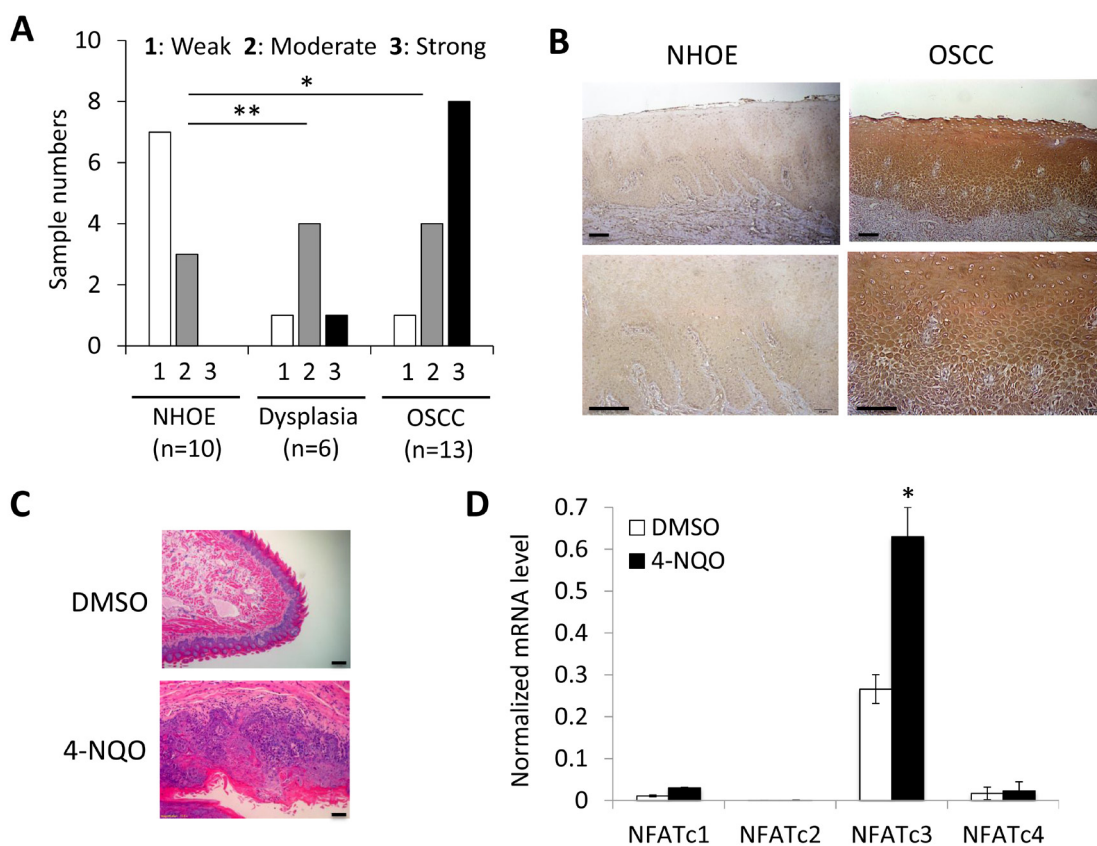 A
10
8
6
4
2
0
Sample numbers
1: Weak 2: Moderate 3: Strong
*
**
1 2 3 1 2 3 1 2 3
NHOE Dysplasia OSCC
(n=10) (n=6) (n=13)
B
NHOE OSCC
C
DMSO
4-NQO
D
0.7
0.6
0.5
0.4
0.3
0.2
0.1
0
Normalized mRNA level
DMSO
4-NQO
*
NFATc1 NFATc2 NFATc3 NFATc4